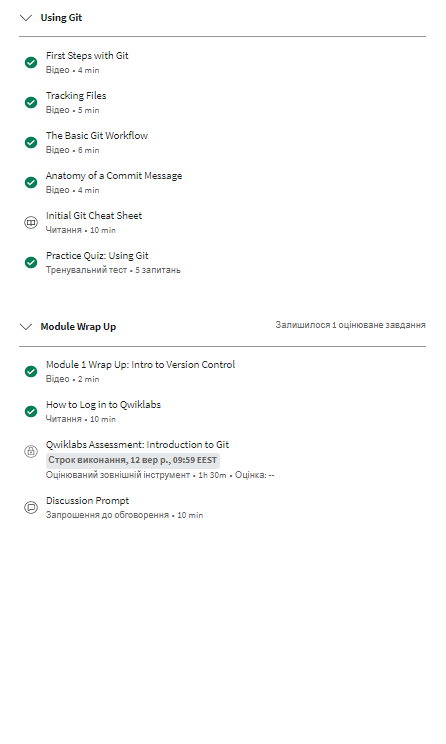 Using Git
First Steps with Git
Відео • 4 min
Tracking Files
Відео • 5 min
The Basic Git Workflow
Відео • 6 min
Anatomy of a Commit Message
Відео • 4 min
Initial Git Cheat Sheet
Читання • 10 min
Practice Quiz: Using Git
Тренувальний тест • 5 запитань
Module Wrap Up
Залишилося 1 оцінюване завдання
Module 1 Wrap Up: Intro to Version Control
Відео • 2 min
How to Log in to Qwiklabs
Читання • 10 min
Qwiklabs Assessment: Introduction to Git
Строк виконання, 12 вер р., 09:59 EEST
Оцінюваний зовнішній інструмент • 1h 30m • Оцінка: --
Discussion Prompt
Запрошення до обговорення • 10 min